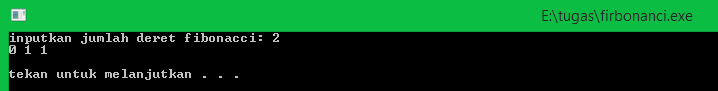 E:\tugas\firbonanci.exe
inputkan jumlah deret fibonacci: 2
0 1 1
tekan untuk melanjutkan . . .